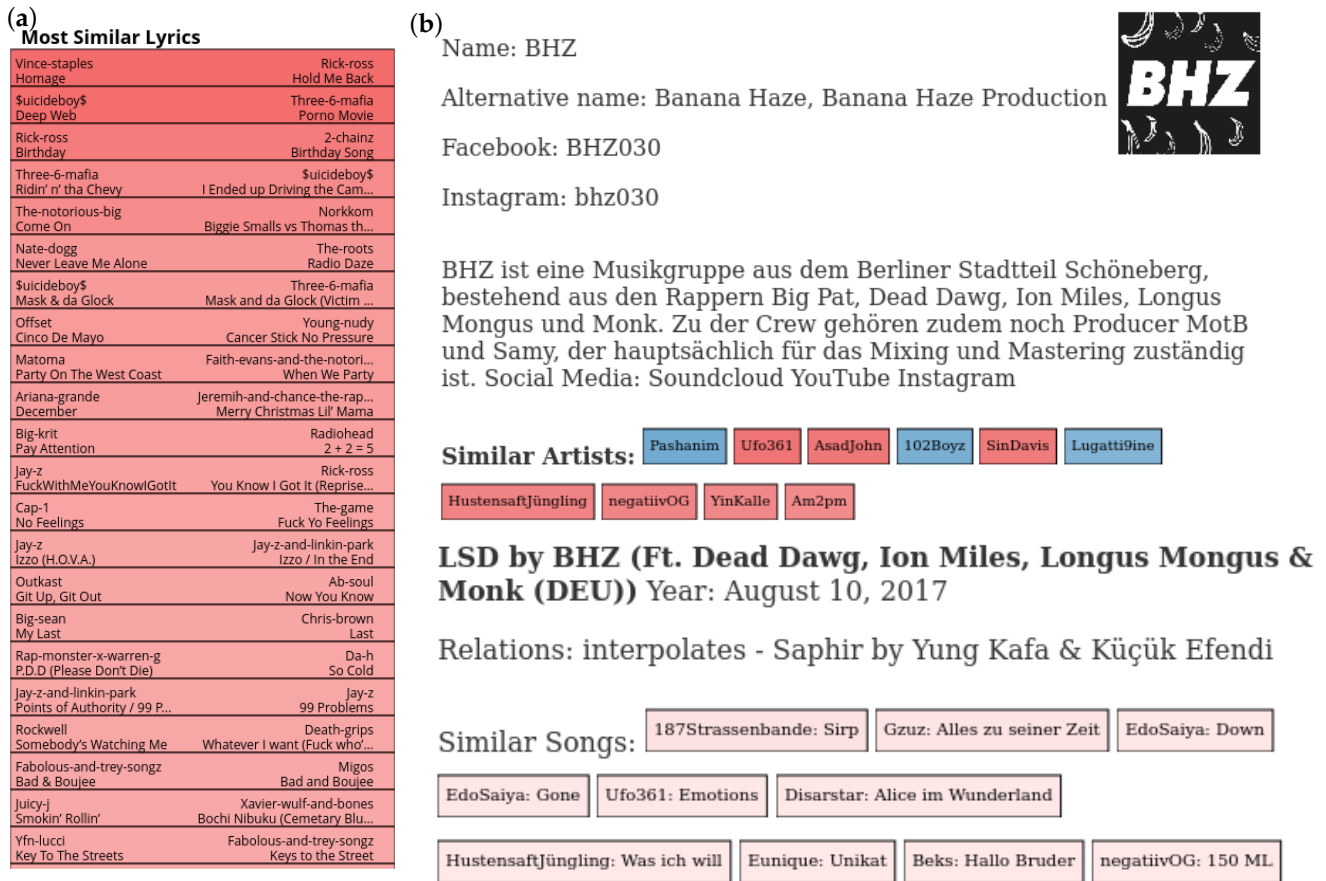 (a)
Most Similar Lyrics
Vince-staples Rick-ross
Homage Hold Me Back
$uicideboy$ Three-6-mafia
Deep Web Porno Movie
Rick-ross 2-chainz
Birthday Birthday Song
Three-6-mafia $uicideboy$
Ridin' n' tha Chevy I Ended up Driving the Cam...
The-notorious-big Norkkom
Come On Biggie Smalls vs Thomas th...
Nate-dogg The-roots
Never Leave Me Alone Radio Daze
$uicideboy$ Three-6-mafia
Mask & da Glock Mask and da Glock (Victim ...
Offset Young-nudy
Cinco De Mayo Cancer Stick No Pressure
Matoma Faith-evans-and-the-notori...
Party On The West Coast When We Party
Ariana-grande Jeremih-and-chance-the-rap...
December Merry Christmas Lil' Mama
Big-krit Radiohead
Pay Attention 2 + 2 = 5
Jay-z Rick-ross
FuckWithMeYouKnowIGotIt You Know I Got It (Reprise...
Cap-1 The-game
No Feelings Fuck Yo Feelings
Jay-z Jay-z-and-linkin-park
Izzo (H.O.V.A.) Izzo / In the End
Outkast Ab-soul
Git Up, Git Out Now You Know
Big-sean Chris-brown
My Last Last
Rap-monster-x-warren-g Da-h
P.D.D (Please Don't Die) So Cold
Jay-z-and-linkin-park Jay-z
Points of Authority / 99 P... 99 Problems
Rockwell Death-grips
Somebody's Watching Me Whatever I want (Fuck who'...
Fabolous-and-trey-songz Migos
Bad & Boujee Bad and Boujee
Juicy-j Xavier-wulf-and-bones
Smokin' Rollin' Bochi Nibuku (Cemetary Blu...
Yfn-lucci Fabolous-and-trey-songz
Key To The Streets Keys to the Street
(b)
Name: BHZ
Alternative name: Banana Haze, Banana Haze Production
BHZ
Facebook: BHZ030
Instagram: bhz030
BHZ ist eine Musikgruppe aus dem Berliner Stadtteil Schöneberg,
bestehend aus den Rappern Big Pat, Dead Dawg, Ion Miles, Longus
Mongus und Monk. Zu der Crew gehören zudem noch Producer MotB
und Samy, der hauptsächlich für das Mixing und Mastering zuständig
ist. Social Media: Soundcloud YouTube Instagram
Similar Artists: Pashanim Ufo361 AsadJohn 102Boyz SinDavis Lugatti9ine
HustensaftJüngling negatiivOG YinKalle Am2pm
LSD by BHZ (Ft. Dead Dawg, Ion Miles, Longus Mongus &
Monk (DEU)) Year: August 10, 2017
Relations: interpolates - Saphir by Yung Kafa & Küçük Efendi
Similar Songs: 187Strassenbande: Sirp Gzuz: Alles zu seiner Zeit EdoSaiya: Down
EdoSaiya: Gone Ufo361: Emotions Disarstar: Alice im Wunderland
HustensaftJüngling: Was ich will Eunique: Unikat Beks: Hallo Bruder negatiivOG: 150 ML